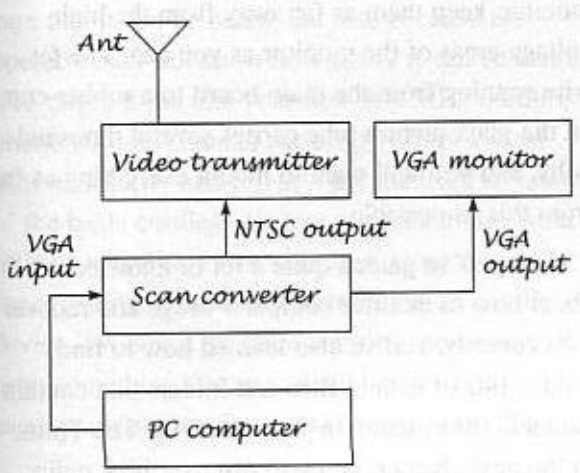 Ant
Video transmitter
VGA monitor
NTSC output
VGA
input
VGA
output
Scan converter
PC computer